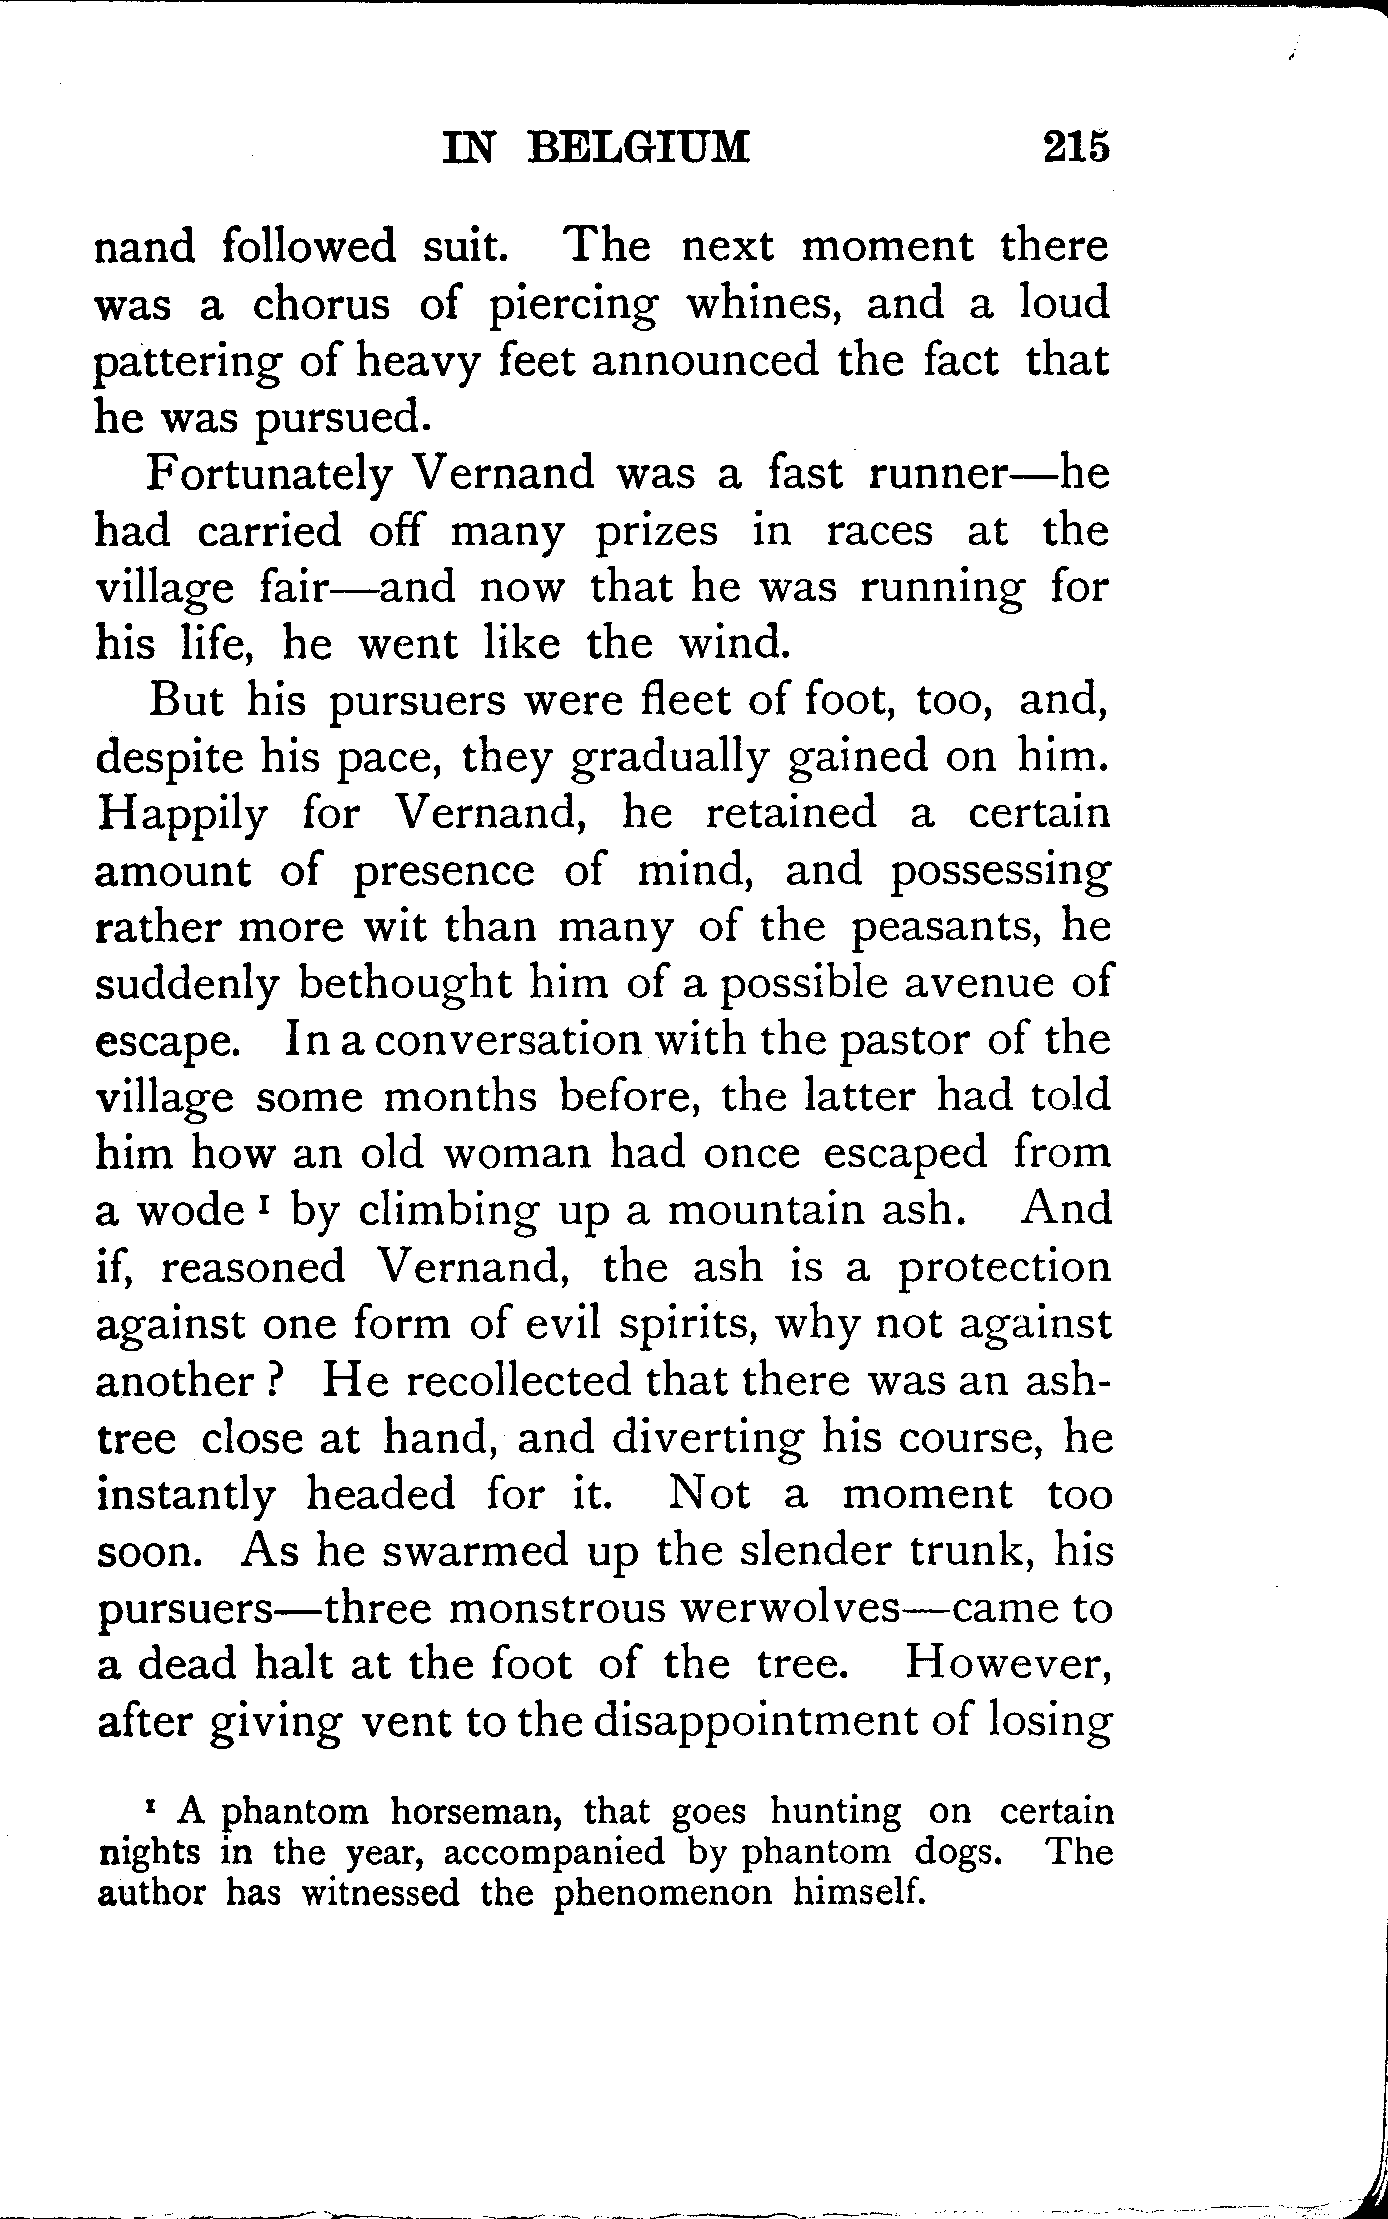 IN BELGIUM 215
nand followed suit. The next moment there
was a chorus of piercing whines, and a loud
pattering of heavy feet announced the fact that
he was pursued.
Fortunately Vernand was a fast runner—he
had carried off many prizes in races at the
village fair—and now that he was running for
his life, he went like the wind.
But his pursuers were fleet of foot, too, and,
despite his pace, they gradually gained on him.
Happily for Vernand, he retained a certain
amount of presence of mind, and possessing
rather more wit than many of the peasants, he
suddenly bethought him of a possible avenue of
escape. In a conversation with the pastor of the
village some months before, the latter had told
him how an old woman had once escaped from
a wode ¹ by climbing up a mountain ash. And
if, reasoned Vernand, the ash is a protection
against one form of evil spirits, why not against
another ? He recollected that there was an ash-
tree close at hand, and diverting his course, he
instantly headed for it. Not a moment too
soon. As he swarmed up the slender trunk, his
pursuers—three monstrous werwolves—came to
a dead halt at the foot of the tree. However,
after giving vent to the disappointment of losing
¹ A phantom horseman, that goes hunting on certain
nights in the year, accompanied by phantom dogs. The
author has witnessed the phenomenon himself.